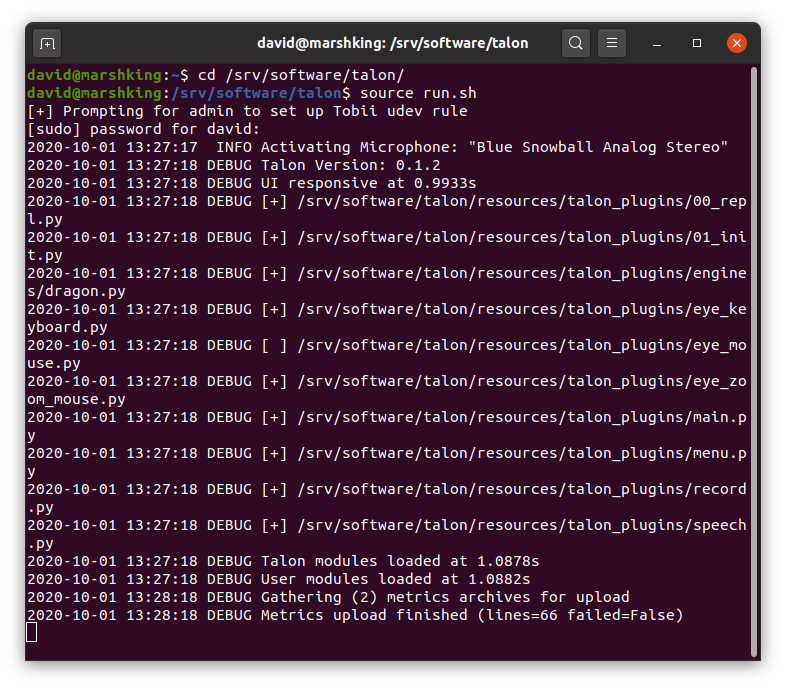 david@marshking: /srv/software/talon
david@marshking:~$ cd /srv/software/talon/
david@marshking:/srv/software/talon$ source run.sh
[+] Prompting for admin to set up Tobii udev rule
[sudo] password for david:
2020-10-01 13:27:17  INFO Activating Microphone: "Blue Snowball Analog Stereo"
2020-10-01 13:27:18 DEBUG Talon Version: 0.1.2
2020-10-01 13:27:18 DEBUG UI responsive at 0.9933s
2020-10-01 13:27:18 DEBUG [+] /srv/software/talon/resources/talon_plugins/00_rep
l.py
2020-10-01 13:27:18 DEBUG [+] /srv/software/talon/resources/talon_plugins/01_ini
t.py
2020-10-01 13:27:18 DEBUG [+] /srv/software/talon/resources/talon_plugins/engine
s/dragon.py
2020-10-01 13:27:18 DEBUG [+] /srv/software/talon/resources/talon_plugins/eye_ke
yboard.py
2020-10-01 13:27:18 DEBUG [ ] /srv/software/talon/resources/talon_plugins/eye_mo
use.py
2020-10-01 13:27:18 DEBUG [+] /srv/software/talon/resources/talon_plugins/eye_zo
om_mouse.py
2020-10-01 13:27:18 DEBUG [+] /srv/software/talon/resources/talon_plugins/main.p
y
2020-10-01 13:27:18 DEBUG [+] /srv/software/talon/resources/talon_plugins/menu.p
y
2020-10-01 13:27:18 DEBUG [+] /srv/software/talon/resources/talon_plugins/record
.py
2020-10-01 13:27:18 DEBUG [+] /srv/software/talon/resources/talon_plugins/speech
.py
2020-10-01 13:27:18 DEBUG Talon modules loaded at 1.0878s
2020-10-01 13:27:18 DEBUG User modules loaded at 1.0882s
2020-10-01 13:28:18 DEBUG Gathering (2) metrics archives for upload
2020-10-01 13:28:18 DEBUG Metrics upload finished (lines=66 failed=False)